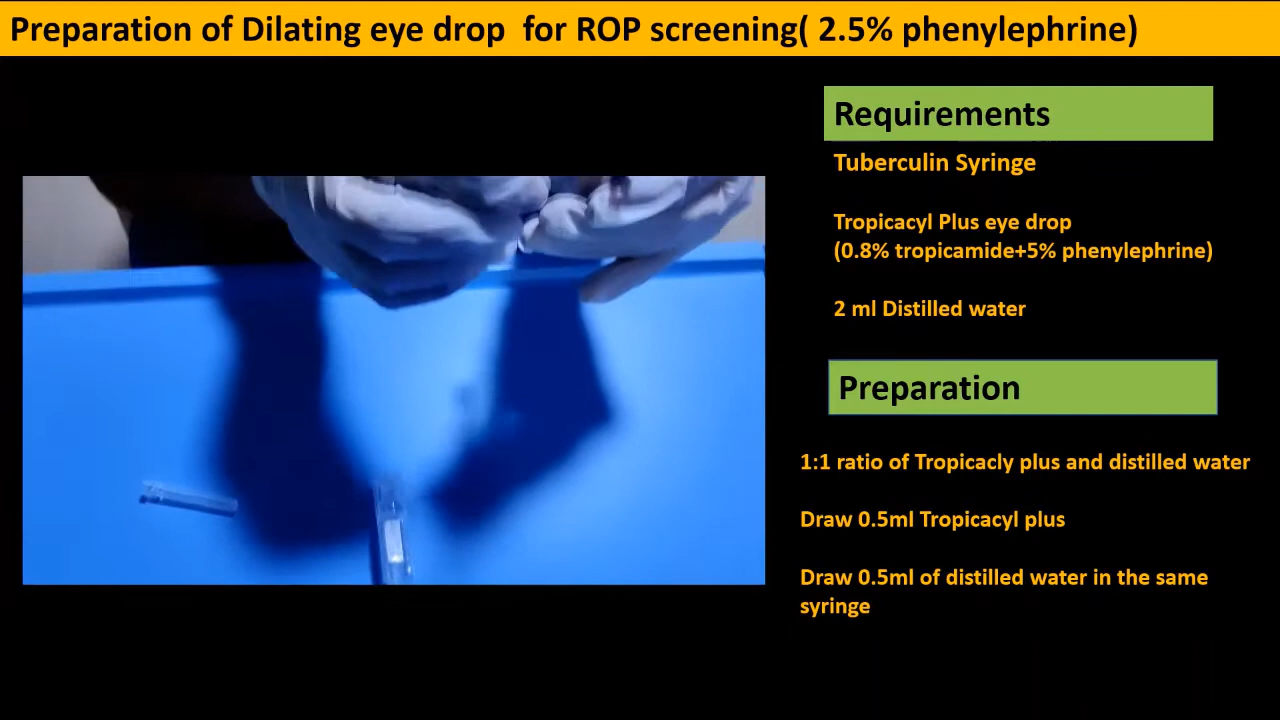 Preparation of Dilating eye drop  for ROP screening( 2.5% phenylephrine)
Requirements
Tuberculin Syringe
Tropicacyl Plus eye drop
(0.8% tropicamide+5% phenylephrine)
2 ml Distilled water
Preparation
1:1 ratio of Tropicacly plus and distilled water
Draw 0.5ml Tropicacyl plus
Draw 0.5ml of distilled water in the same
syringe